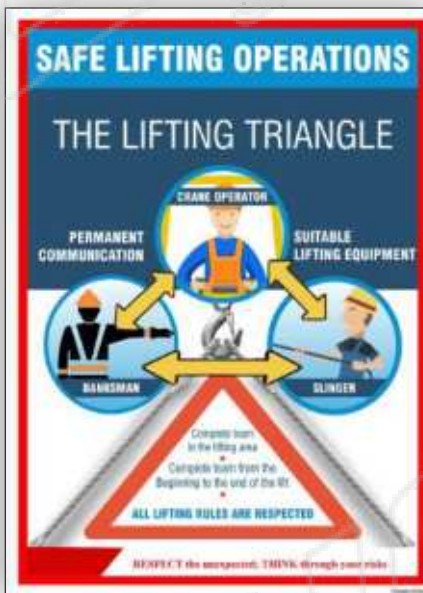 SAFE LIFTING OPERATIONS
THE LIFTING TRIANGLE
CRANE OPERATOR
PERMANENT
COMMUNICATION
SUITABLE
LIFTING EQUIPMENT
BANKSMAN
SLINGER
Complete team
in the lifting area
Complete team from the
Beginning to the end of the lift
ALL LIFTING RULES ARE RESPECTED
RESPECT the unexpected; THINK through your risks